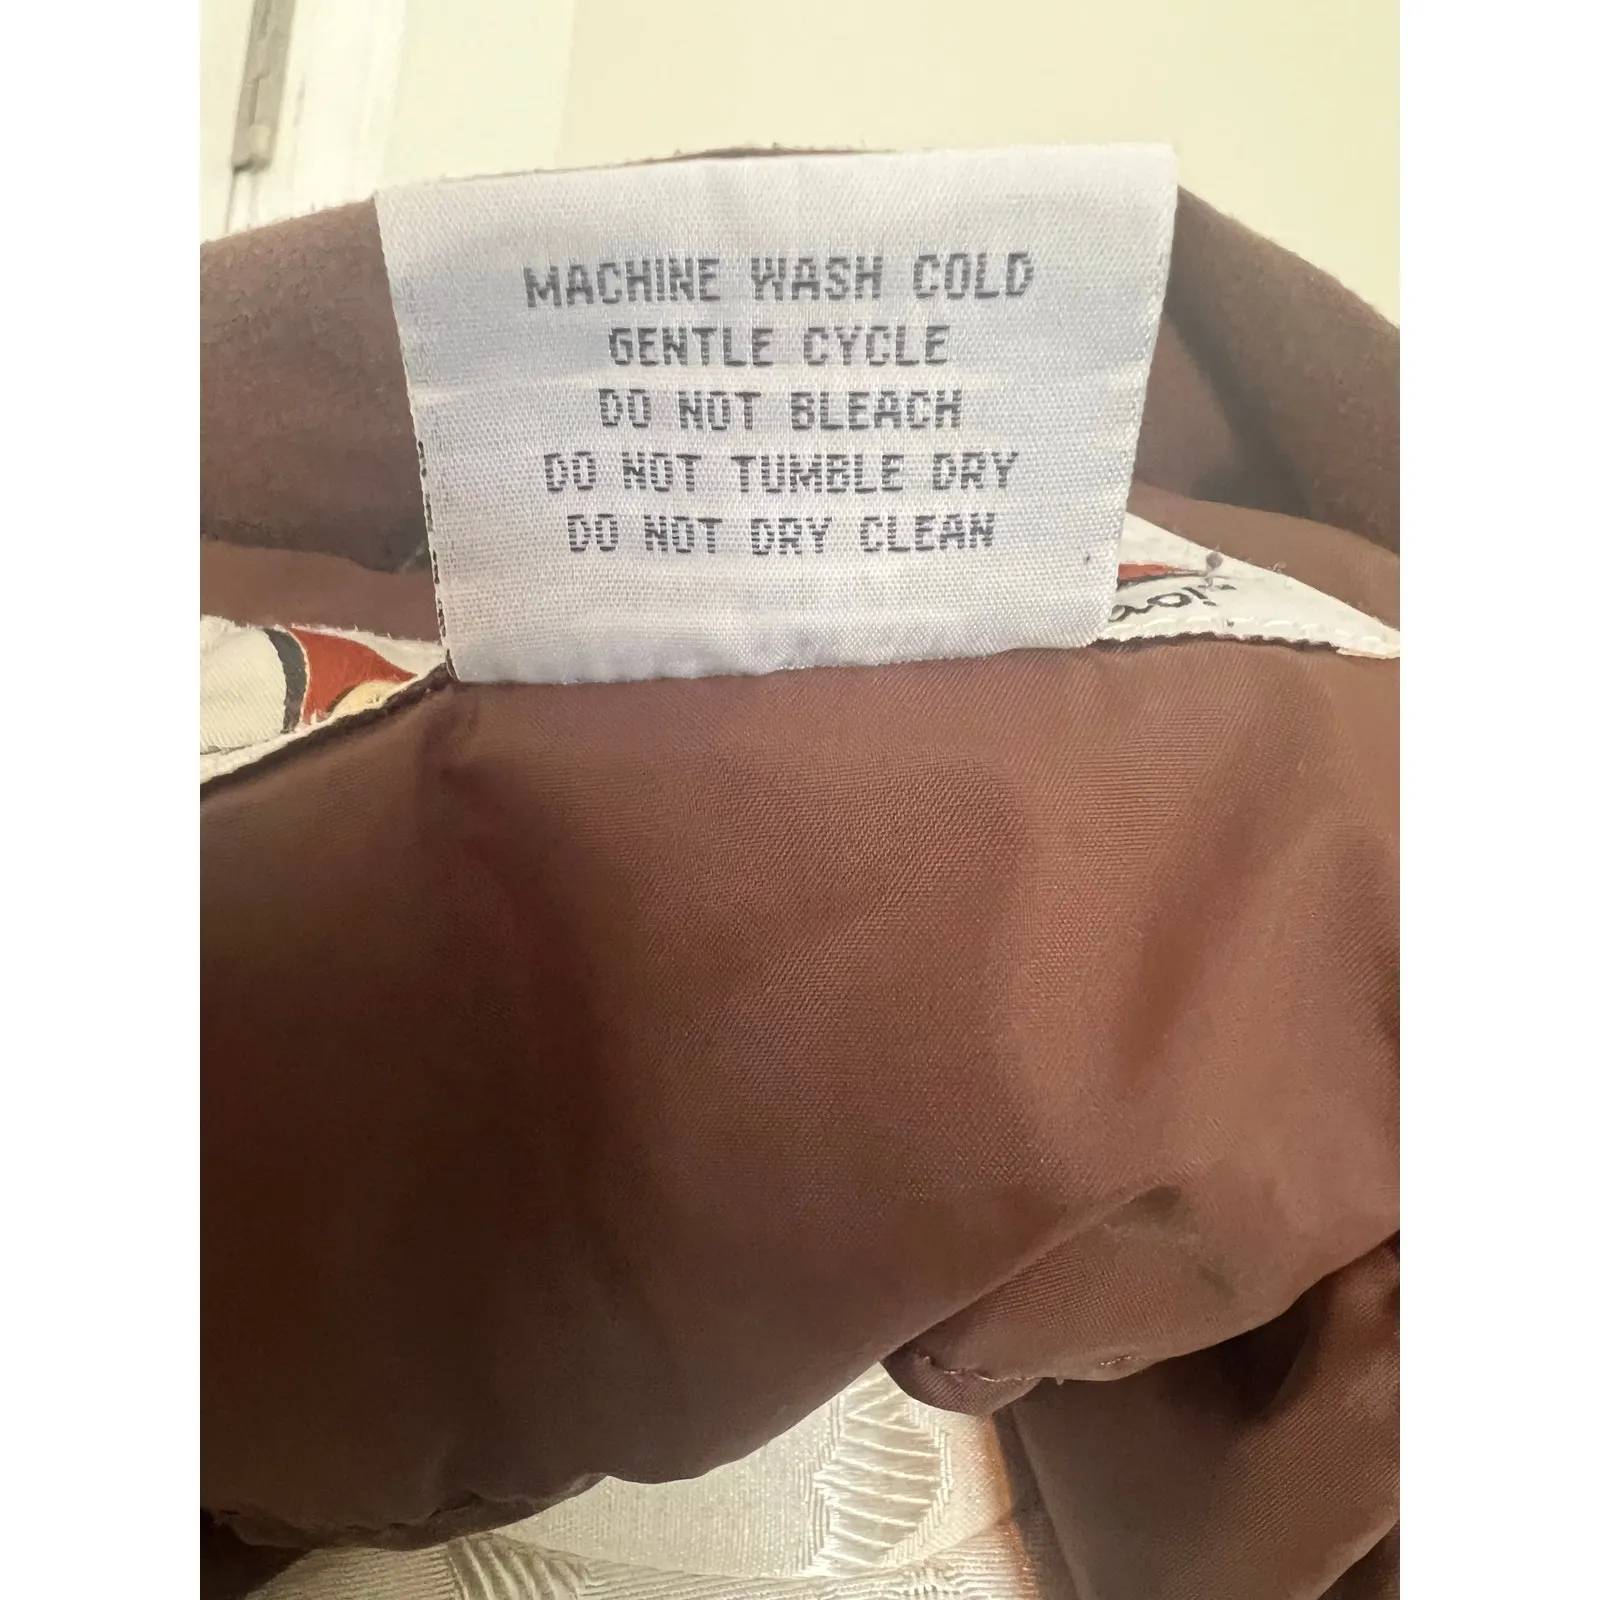 MACHINE WASH COLD
GENTLE CYCLE
DO NOT BLEACH
DO NOT TUMBLE DRY
DO NOT DRY CLEAN